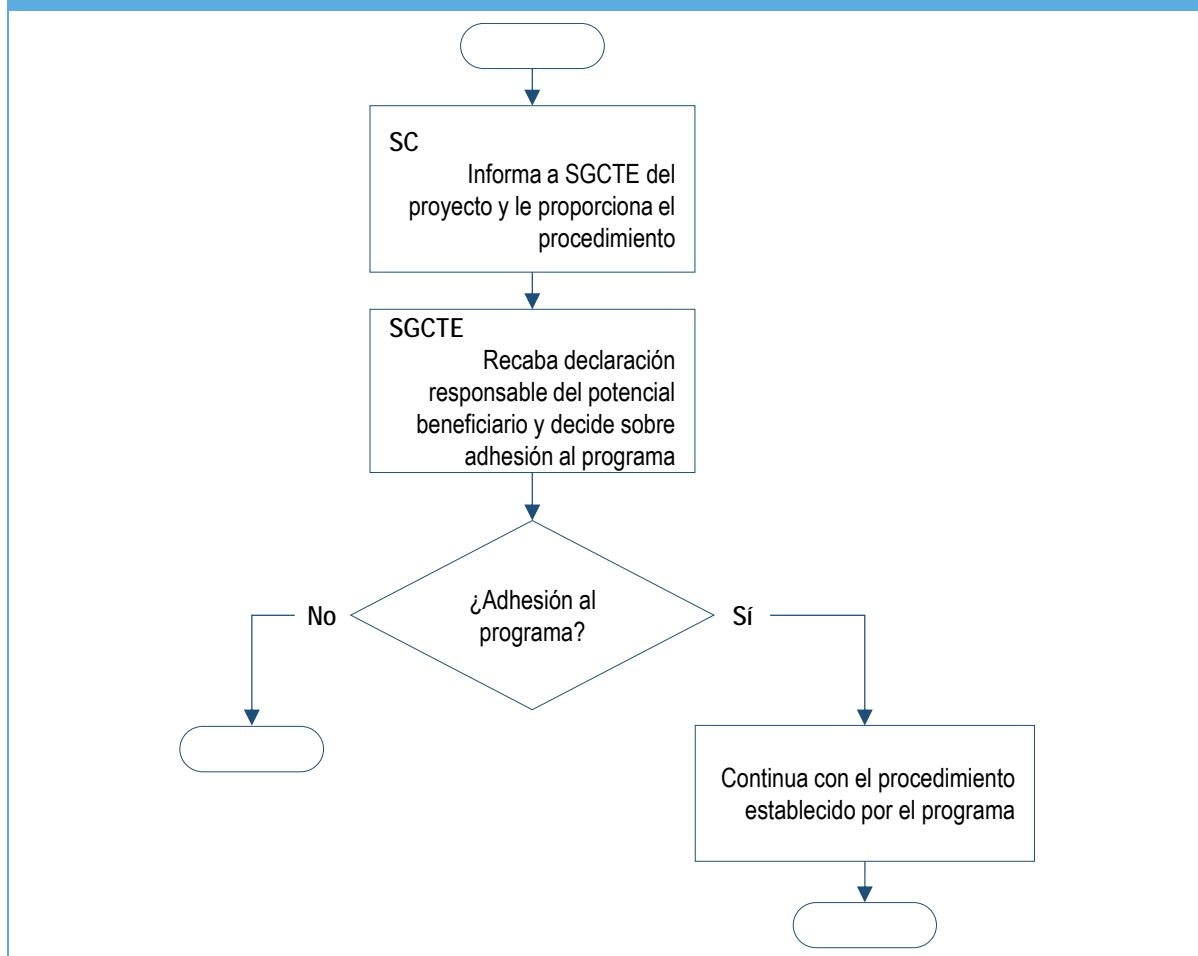 SC
Informa a SGCTE del
proyecto y le proporciona el
procedimiento
SGCTE
Recaba declaración
responsable del potencial
beneficiario y decide sobre
adhesión al programa
¿Adhesión al
programa?
No
Sí
Continua con el procedimiento
establecido por el programa